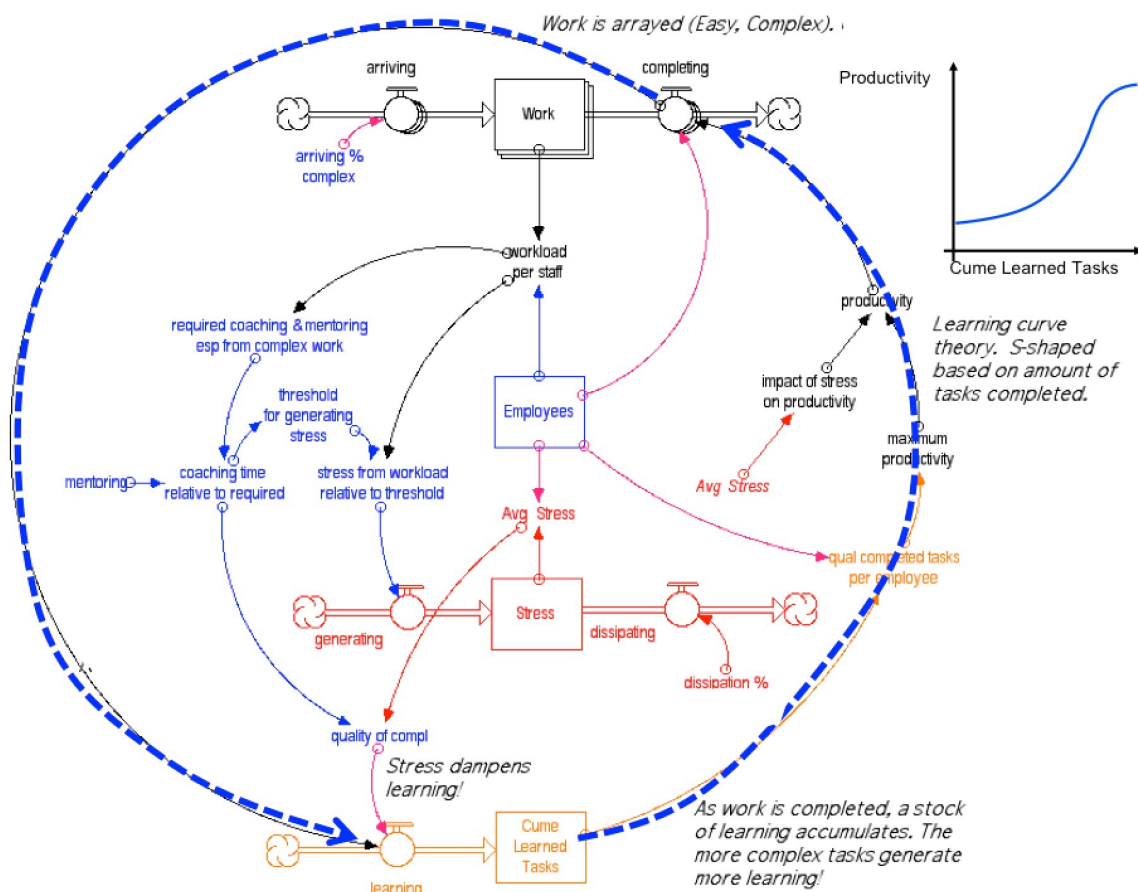 Work is arrayed (Easy, Complex).
arriving
completing
Productivity
Work
arriving %
complex
Cume Learned Tasks
workload
per staff
productivity
required coaching & mentoring
esp from complex work
Learning curve
theory. S-shaped
based on amount of
tasks completed.
impact of stress
on productivity
threshold
for generating
stress
Employees
maximum
productivity
mentoring
coaching time
relative to required
stress from workload
relative to threshold
Avg Stress
Avg Stress
qual completed tasks
per employee
Stress
generating
dissipating
dissipation %
quality of compl
Stress dampens
learning!
As work is completed, a stock
of learning accumulates. The
more complex tasks generate
more learning!
Cume
Learned
Tasks
learning